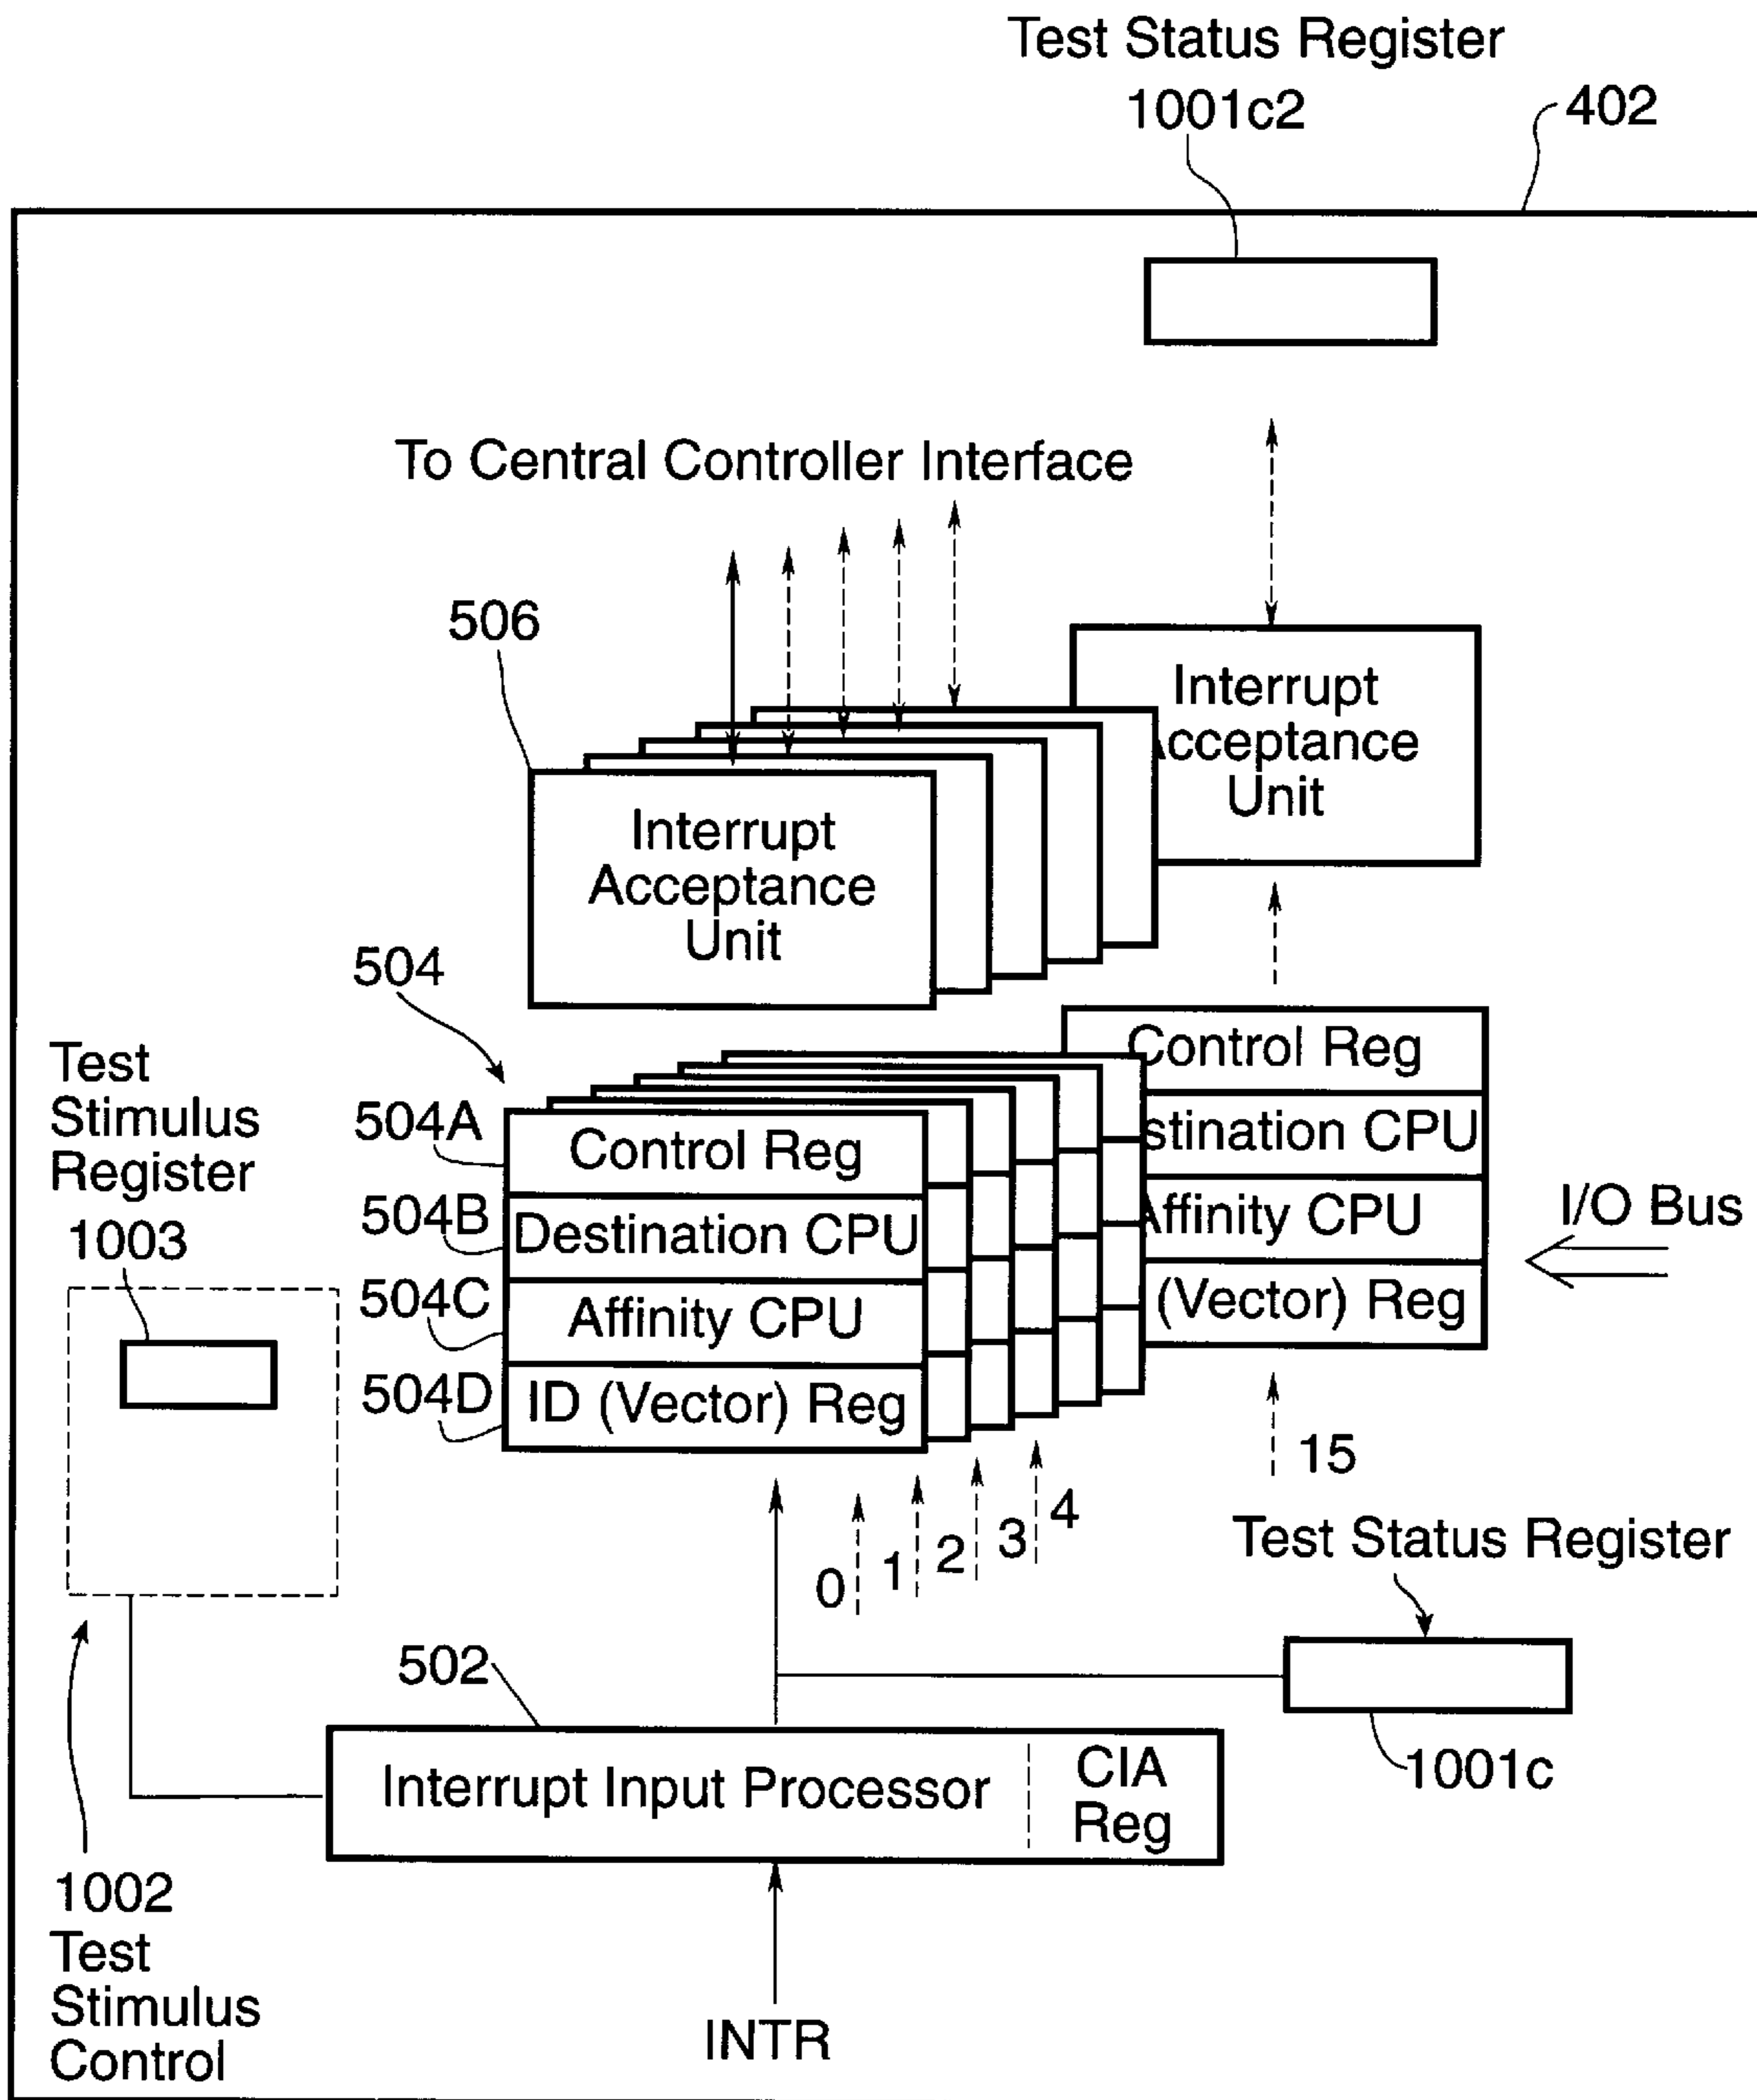 Test Status Register
1001c2
402
To Central Controller Interface
506
Interrupt
Acceptance
Unit
Interrupt
Acceptance
Unit
504
Control Reg
stination CPU
Affinity CPU
(Vector) Reg
Test
Stimulus
Register
1003
504A
Control Reg
504B
Destination CPU
504C
Affinity CPU
504D
ID (Vector) Reg
I/O Bus
0
1
2
3
4
15
Test Status Register
1001c
502
Interrupt Input Processor
CIA
Reg
1002
Test
Stimulus
Control
INTR